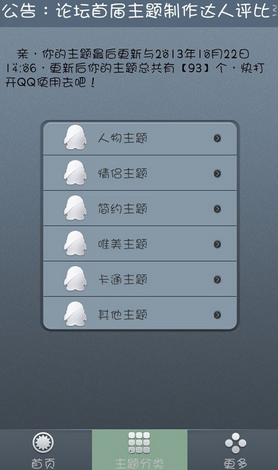 公告：论坛首届主题制作达人评比
亲·你的主题最后更新与2013年10月22日
14:06·更新后你的主题总共有【93】个·快打
开QQ使用去吧！
人物主题
情侣主题
简约主题
唯美主题
卡通主题
其他主题
首页
主题分类
更多